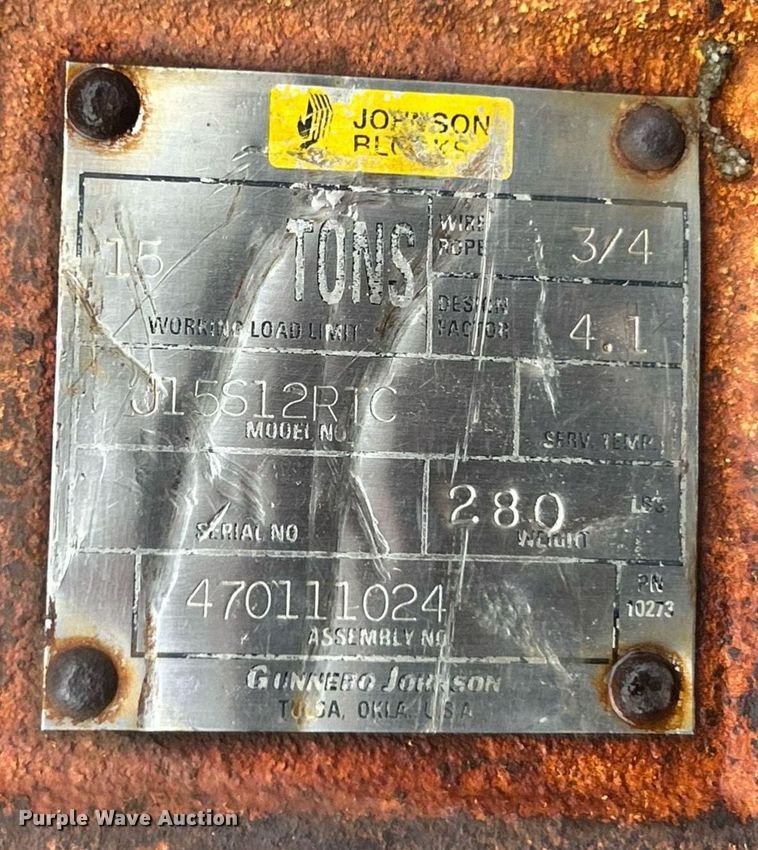 JOHNSON
BLOCKS
15 TONS
WORKING LOAD LIMIT
WIRE
ROPE 3/4
DESIGN
FACTOR 4.1
J15S12RTC
MODEL NO
SERV. TEMP
SERIAL NO
280 LBS
WEIGHT
470111024
ASSEMBLY NO
PN
10273
GUNNEBO JOHNSON
TULSA, OKLA. U.S.A.
Purple Wave Auction